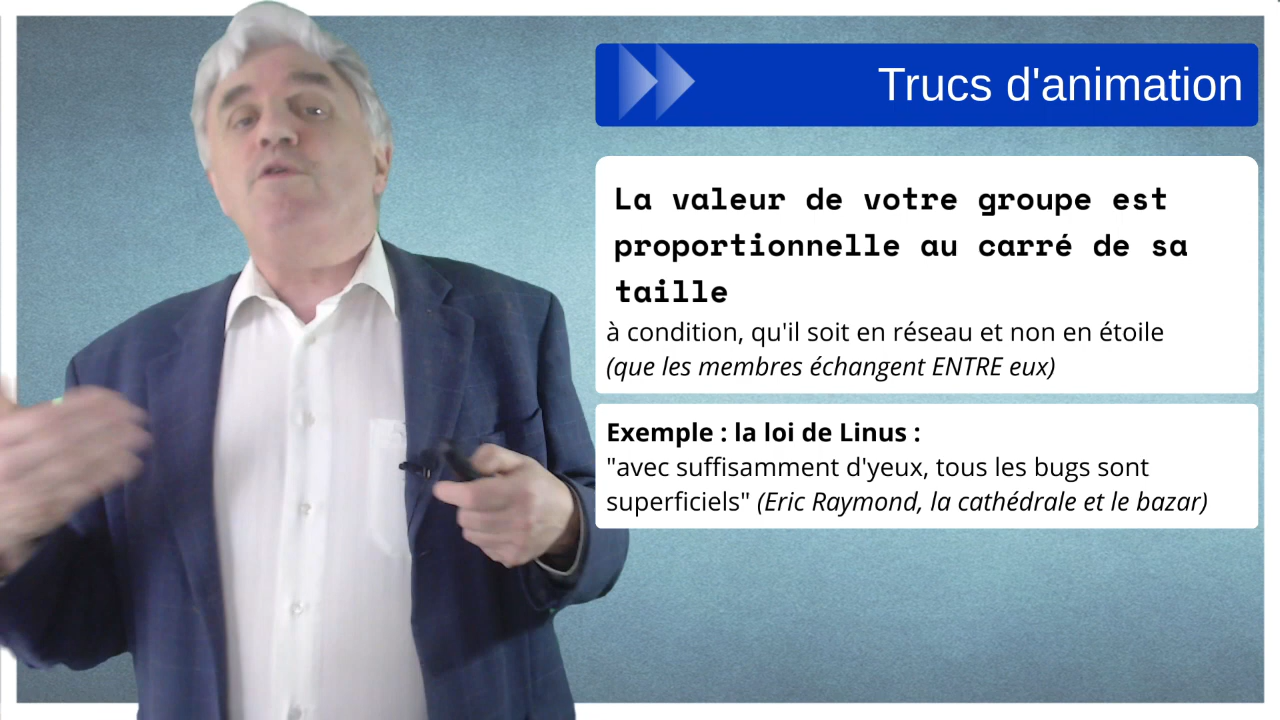 Trucs d'animation
La valeur de votre groupe est
proportionnelle au carré de sa
taille
à condition, qu'il soit en réseau et non en étoile
(que les membres échangent ENTRE eux)
Exemple : la loi de Linus :
"avec suffisamment d'yeux, tous les bugs sont
superficiels" (Eric Raymond, la cathédrale et le bazar)